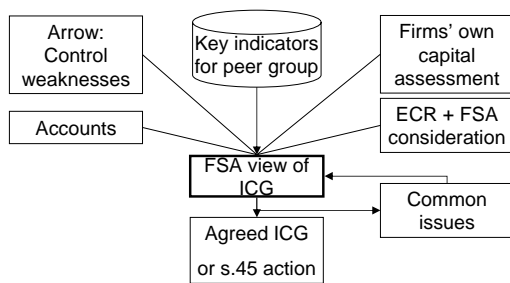 Arrow:
Control
weaknesses
Key indicators
for peer group
Firms' own
capital
assessment
Accounts
ECR + FSA
consideration
FSA view of
ICG
Common
issues
Agreed ICG
or s.45 action